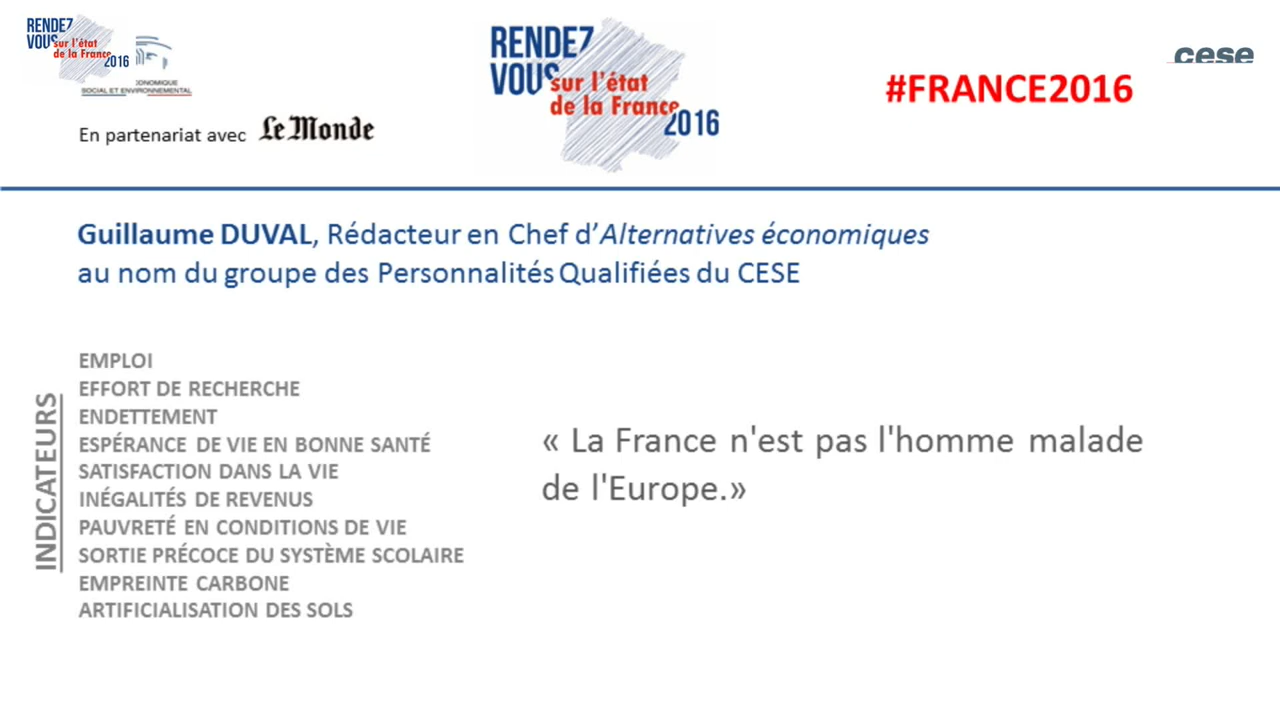 RENDEZ
VOUS sur l'état
de la France
2016
ONOMIQUE
SOCIAL ET ENVIRONNEMENTAL
En partenariat avec Le Monde
RENDEZ
VOUS sur l'état
de la France
2016
#FRANCE2016
cese
Guillaume DUVAL, Rédacteur en Chef d'Alternatives économiques
au nom du groupe des Personnalités Qualifiées du CESE
INDICATEURS
EMPLOI
EFFORT DE RECHERCHE
ENDETTEMENT
ESPÉRANCE DE VIE EN BONNE SANTÉ
SATISFACTION DANS LA VIE
INÉGALITÉS DE REVENUS
PAUVRETÉ EN CONDITIONS DE VIE
SORTIE PRÉCOCE DU SYSTÈME SCOLAIRE
EMPREINTE CARBONE
ARTIFICIALISATION DES SOLS
« La France n'est pas l'homme malade
de l'Europe.»